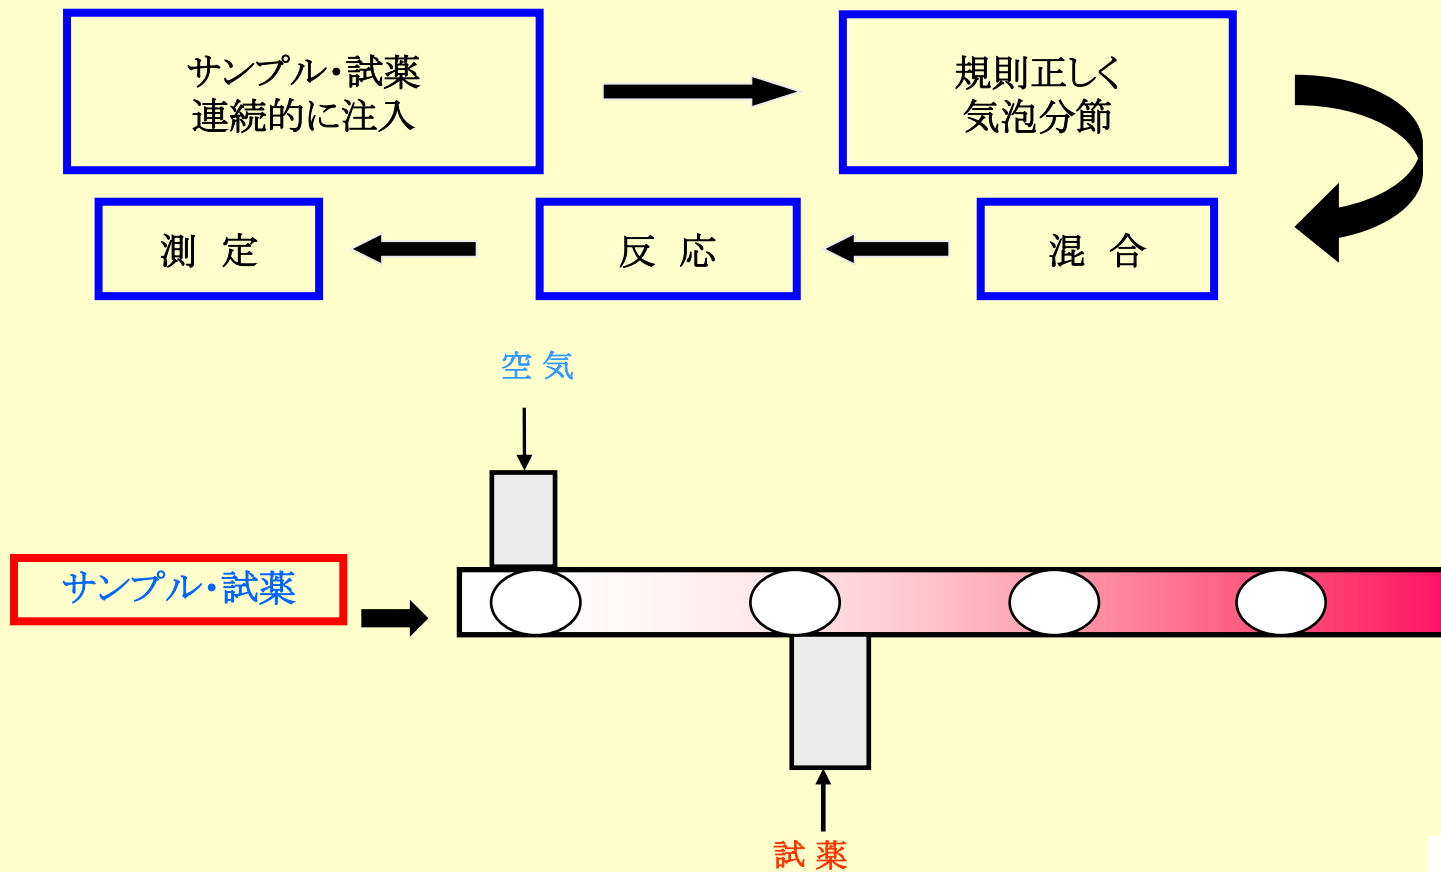 サンプル・試薬
連続的に注入
規則正しく
気泡分節
測 定
反 応
混 合
空 気
サンプル・試薬
試 薬